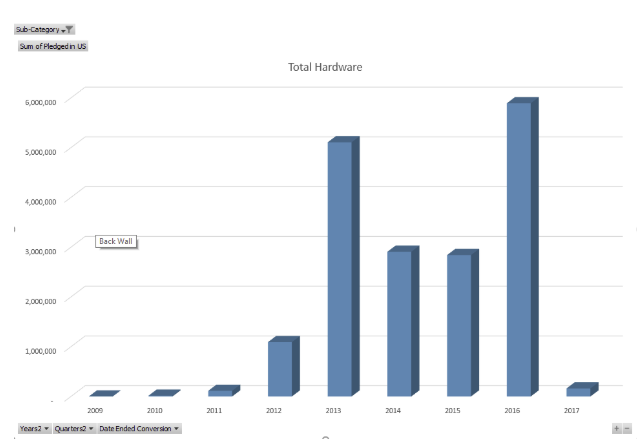 Sub-Category
Sum of Pledged in US
Total Hardware
6,000,000
5,000,000
4,000,000
Back Wall
3,000,000
2,000,000
1,000,000
-
2009 2010 2011 2012 2013 2014 2015 2016 2017
Years2 Quarters2 Date Ended Conversion
+ -